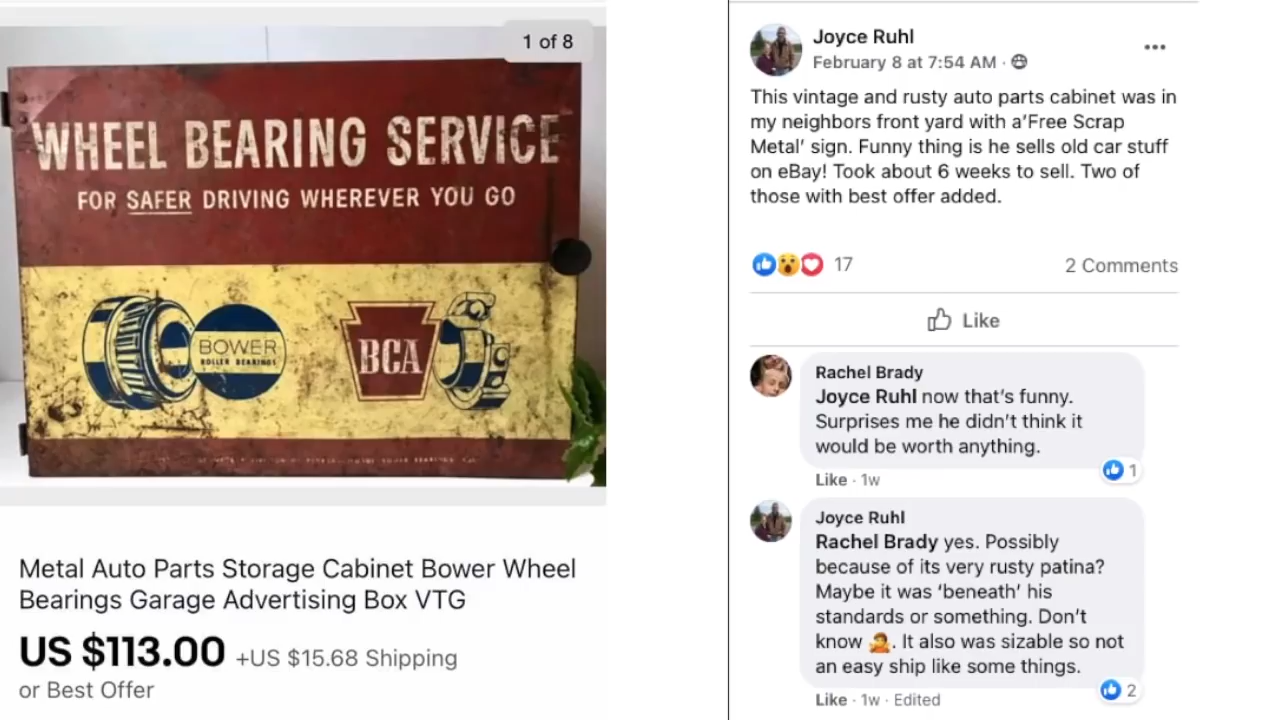 1 of 8
WHEEL BEARING SERVICE
FOR SAFER DRIVING WHEREVER YOU GO
BOWER
ROLLER BEARINGS
BCA
Metal Auto Parts Storage Cabinet Bower Wheel
Bearings Garage Advertising Box VTG
US $113.00 +US $15.68 Shipping
or Best Offer
Joyce Ruhl
February 8 at 7:54 AM ·
This vintage and rusty auto parts cabinet was in
my neighbors front yard with a‘Free Scrap
Metal’ sign. Funny thing is he sells old car stuff
on eBay! Took about 6 weeks to sell. Two of
those with best offer added.
17
2 Comments
Like
Rachel Brady
Joyce Ruhl now that’s funny.
Surprises me he didn’t think it
would be worth anything.
1
Like · 1w
Joyce Ruhl
Rachel Brady yes. Possibly
because of its very rusty patina?
Maybe it was ‘beneath’ his
standards or something. Don’t
know 🤷. It also was sizable so not
an easy ship like some things.
2
Like · 1w · Edited